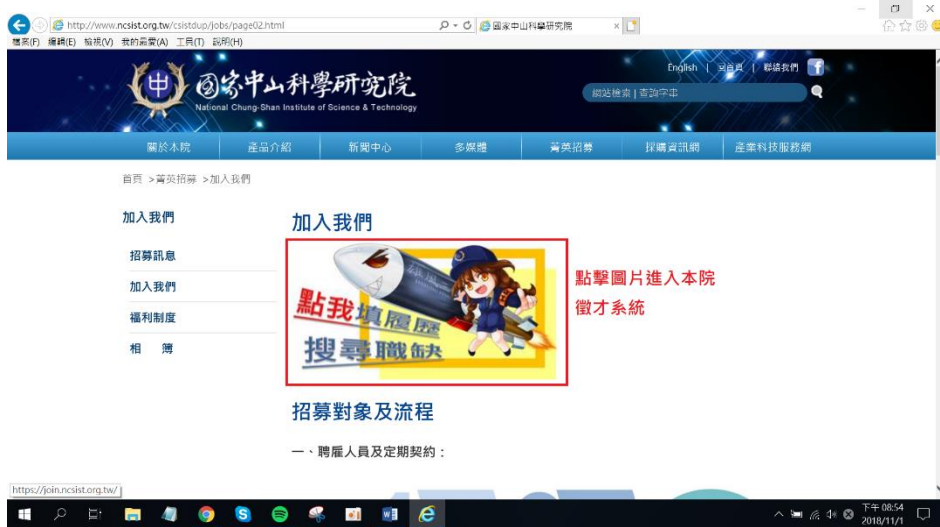 http://www.ncsist.org.tw/csistdup/jobs/page02.html
國家中山科學研究院
檔案(F) 編輯(E) 檢視(V) 我的最愛(A) 工具(T) 說明(H)
English | 回首頁 | 聯絡我們
國家中山科學研究院
National Chung-Shan Institute of Science & Technology
網站檢索 | 查詢字串
關於本院 產品介紹 新聞中心 多媒體 菁英招募 採購資訊網 產業科技服務網
首頁 >菁英招募 >加入我們
加入我們
招募訊息
加入我們
福利制度
相 簿
加入我們
點我填履歷
搜尋職缺
點擊圖片進入本院
徵才系統
招募對象及流程
一、聘雇人員及定期契約：
https://join.ncsist.org.tw/
下午 08:54
2018/11/1